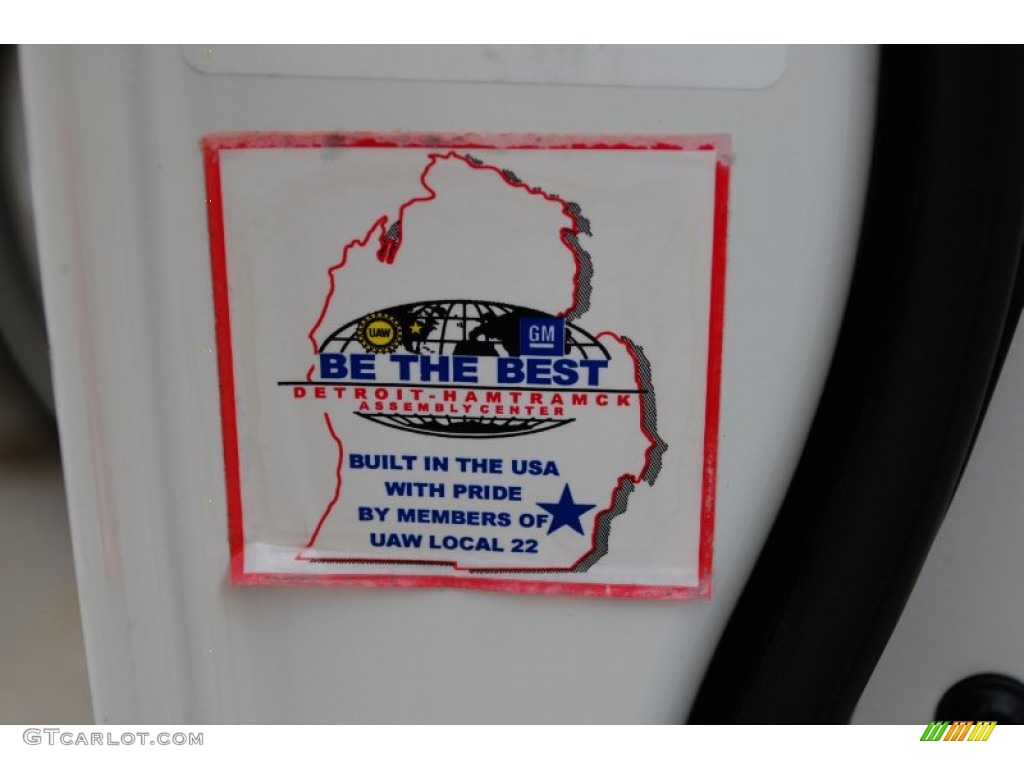 UAW
GM
BE THE BEST
DETROIT-HAMTRAMCK
ASSEMBLY CENTER
BUILT IN THE USA
WITH PRIDE
BY MEMBERS OF
UAW LOCAL 22
GTCARLOT.COM